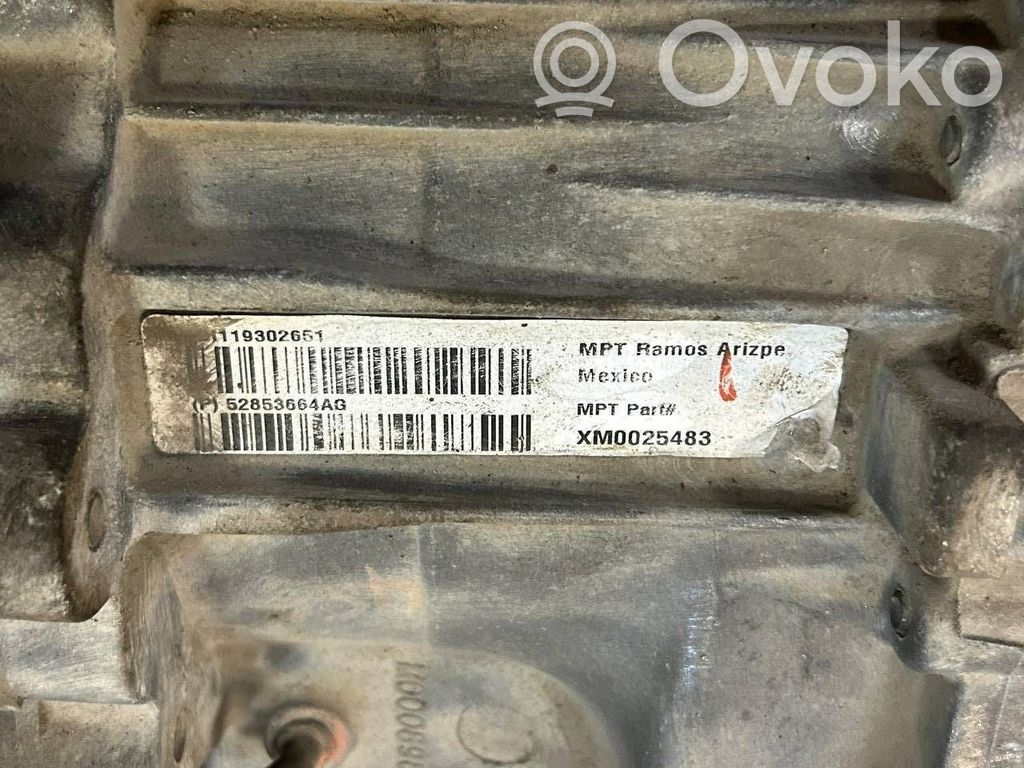 Ovoko
119302651
(P) 52853664AG
MPT Ramos Arizpe
Mexico
MPT Part#
XM0025483